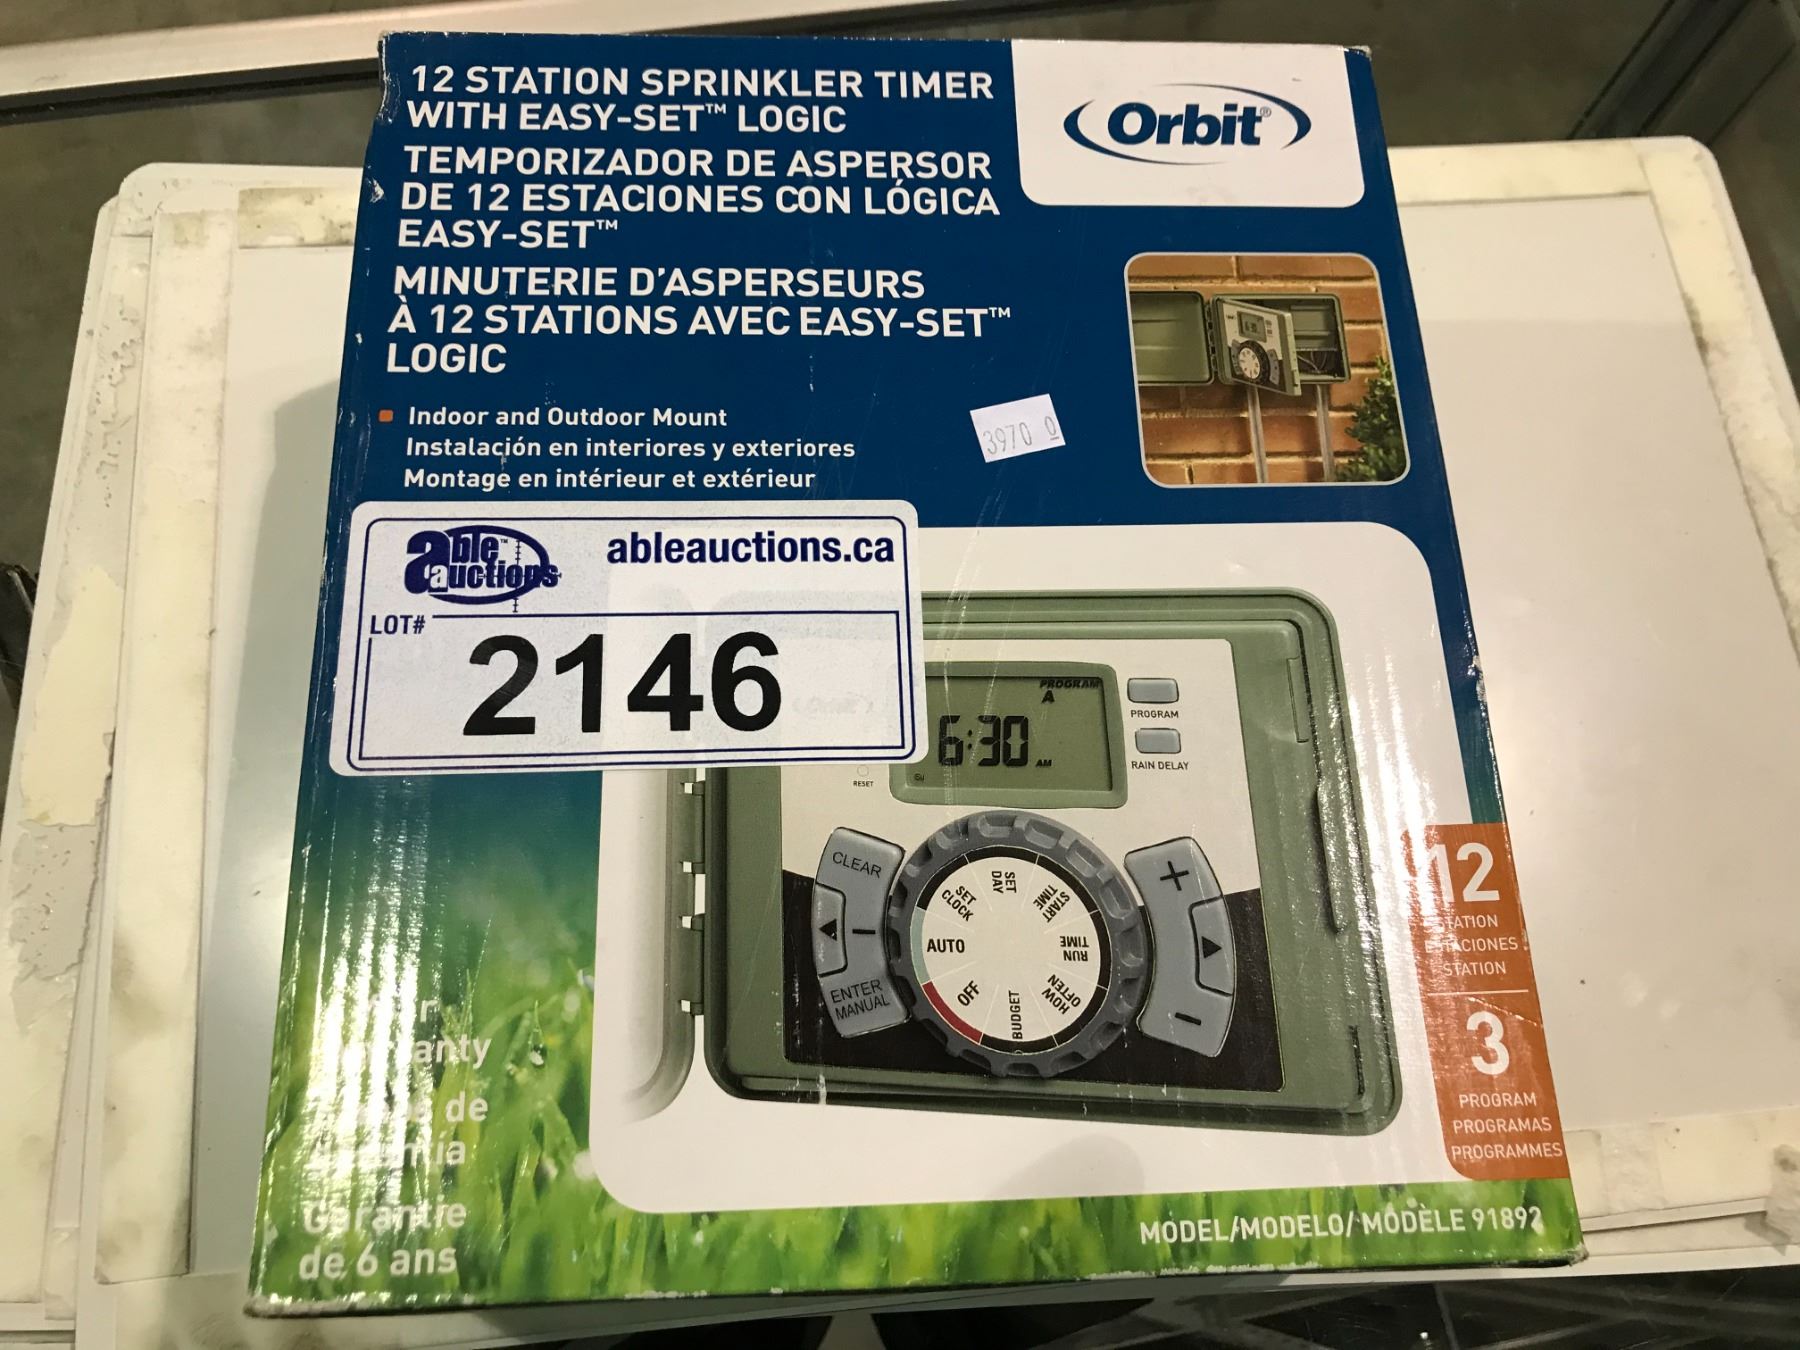 12 STATION SPRINKLER TIMER
WITH EASY-SET™ LOGIC
TEMPORIZADOR DE ASPERSOR
DE 12 ESTACIONES CON LÓGICA
EASY-SET™
MINUTERIE D'ASPERSEURS
À 12 STATIONS AVEC EASY-SET™
LOGIC
Indoor and Outdoor Mount
Instalación en interiores y exteriores
Montage en intérieur et extérieur
Orbit®
3970 0
able™
auctions
ableauctions.ca
LOT#
2146
PROGRAM
A
6:30
AM
PROGRAM
RAIN DELAY
RESET
CLEAR
ENTER
MANUAL
SET
DAY
START
TIME
RUN
TIME
HOW
OFTEN
BUDGET
OFF
AUTO
SET
CLOCK
+
−
12
STATION
ESTACIONES
STATION
3
PROGRAM
PROGRAMAS
PROGRAMMES
de
Garantie
de 6 ans
MODEL/MODELO/MODÈLE 91892